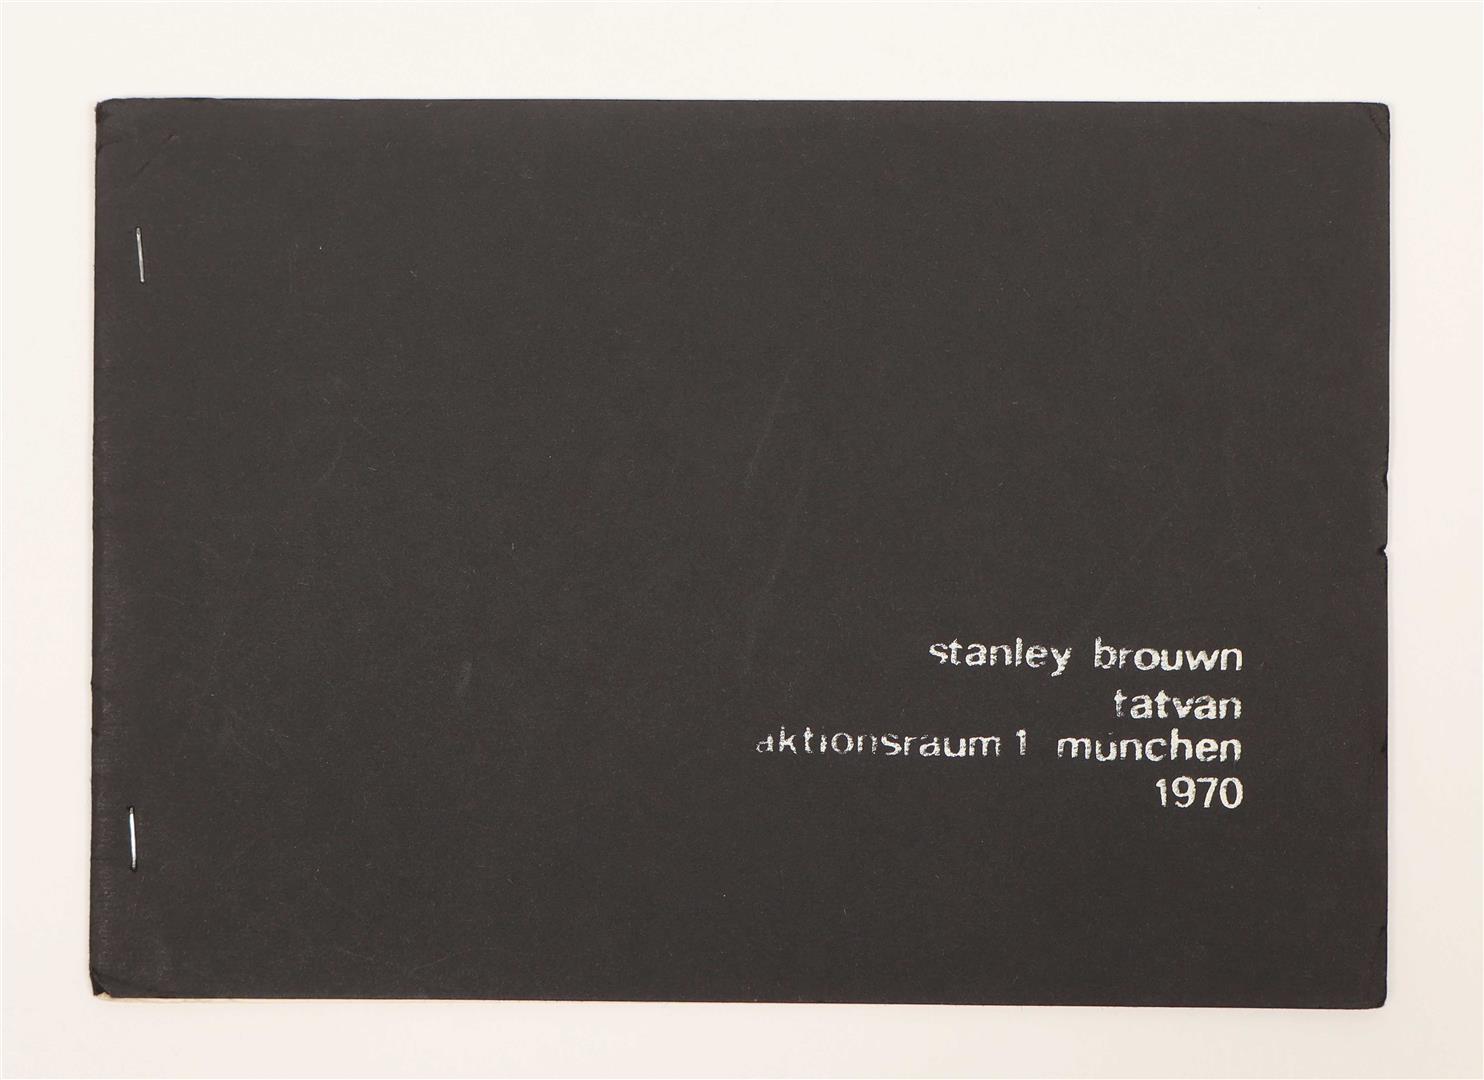 stanley brouwn
tatvan
aktionsraum 1 münchen
1970